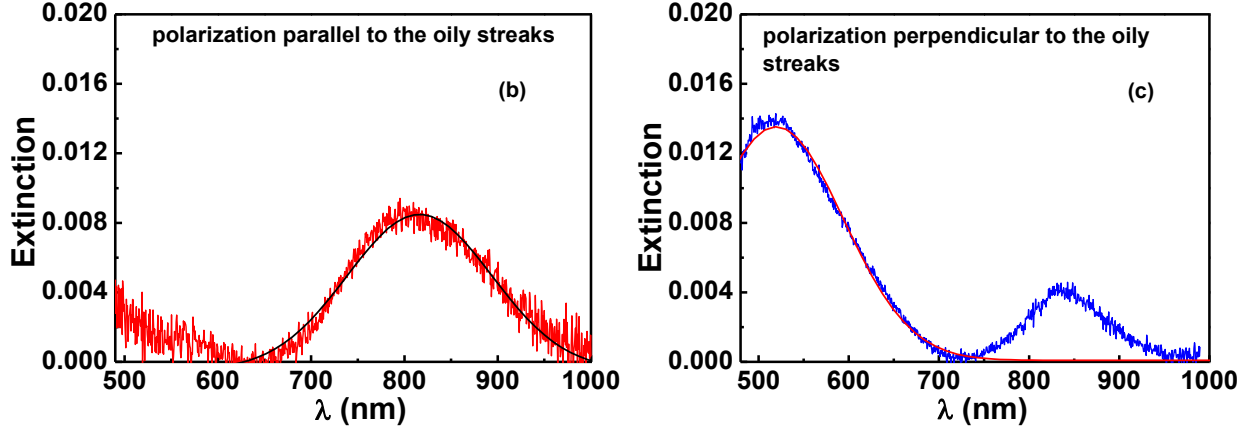 polarization parallel to the oily streaks
(b)
Extinction
0.020
0.016
0.012
0.008
0.004
0.000
500 600 700 800 900 1000
λ (nm)
polarization perpendicular to the oily
streaks
(c)
Extinction
0.020
0.016
0.012
0.008
0.004
0.000
500 600 700 800 900 1000
λ (nm)